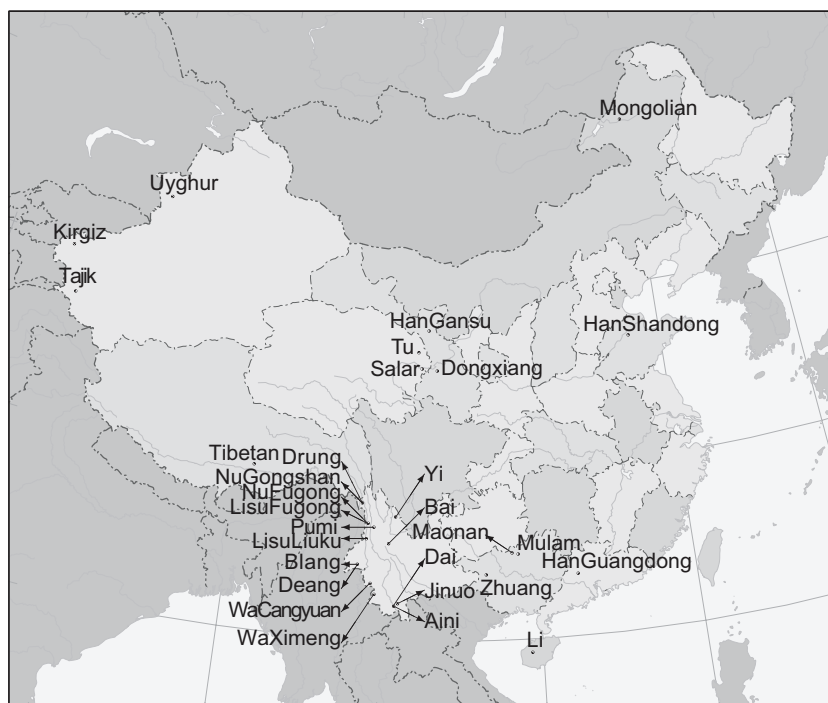 Mongolian
Uyghur
Kirgiz
Tajik
HanGansu
HanShandong
Tu
Salar
Dongxiang
Tibetan
Drung
NuGongshan
NuFugong
LisuFugong
Pumi
LisuLiuku
Blang
Deang
WaCangyuan
WaXimeng
Yi
Bai
Maonan
Mulam
Dai
HanGuangdong
Jinuo
Zhuang
Aini
Li